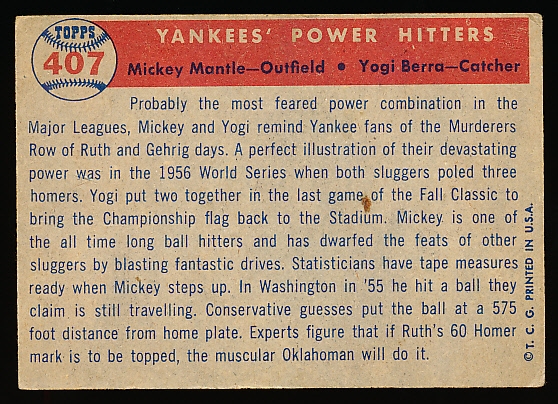 TOPPS
407
YANKEES' POWER HITTERS
Mickey Mantle—Outfield • Yogi Berra—Catcher
Probably the most feared power combination in the
Major Leagues, Mickey and Yogi remind Yankee fans of the Murderers
Row of Ruth and Gehrig days. A perfect illustration of their devastating
power was in the 1956 World Series when both sluggers poled three
homers. Yogi put two together in the last game of the Fall Classic to
bring the Championship flag back to the Stadium. Mickey is one of
the all time long ball hitters and has dwarfed the feats of other
sluggers by blasting fantastic drives. Statisticians have tape measures
ready when Mickey steps up. In Washington in '55 he hit a ball they
claim is still travelling. Conservative guesses put the ball at a 575
foot distance from home plate. Experts figure that if Ruth's 60 Homer
mark is to be topped, the muscular Oklahoman will do it.
© T. C. G. PRINTED IN U.S.A.